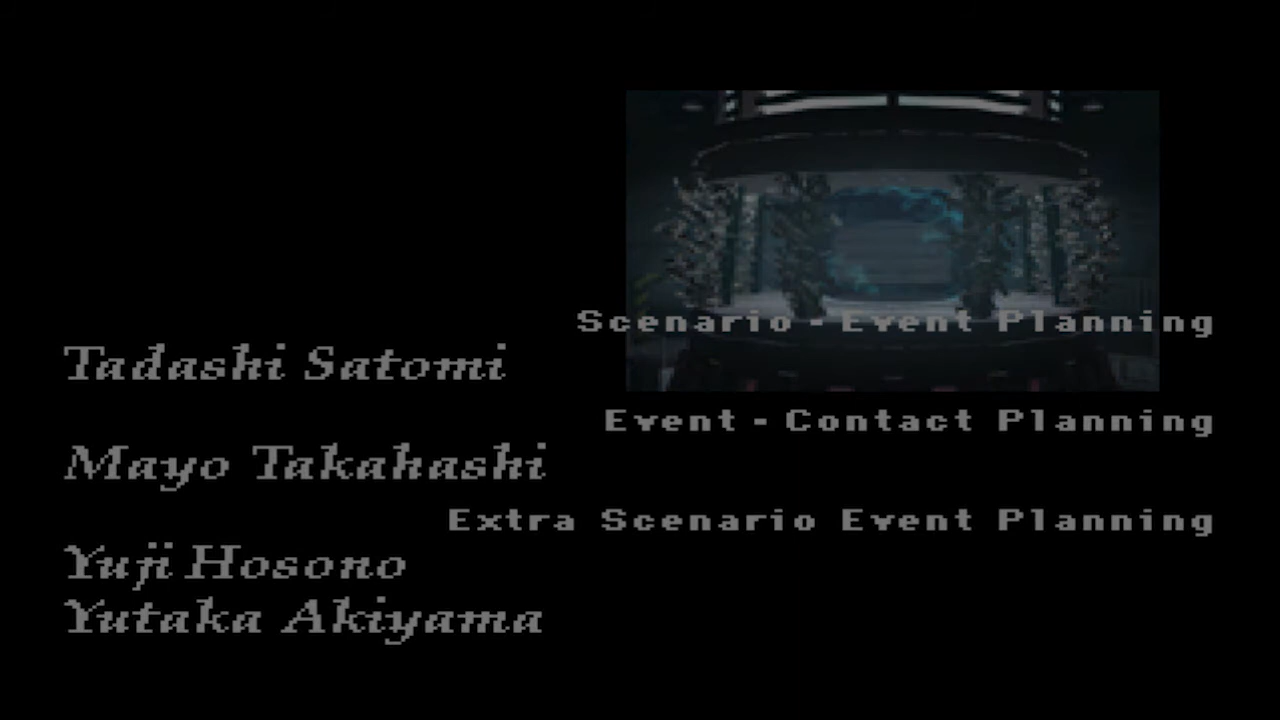 Scenario - Event Planning
Tadashi Satomi
Event - Contact Planning
Mayo Takahashi
Extra Scenario Event Planning
Yuji Hosono
Yutaka Akiyama